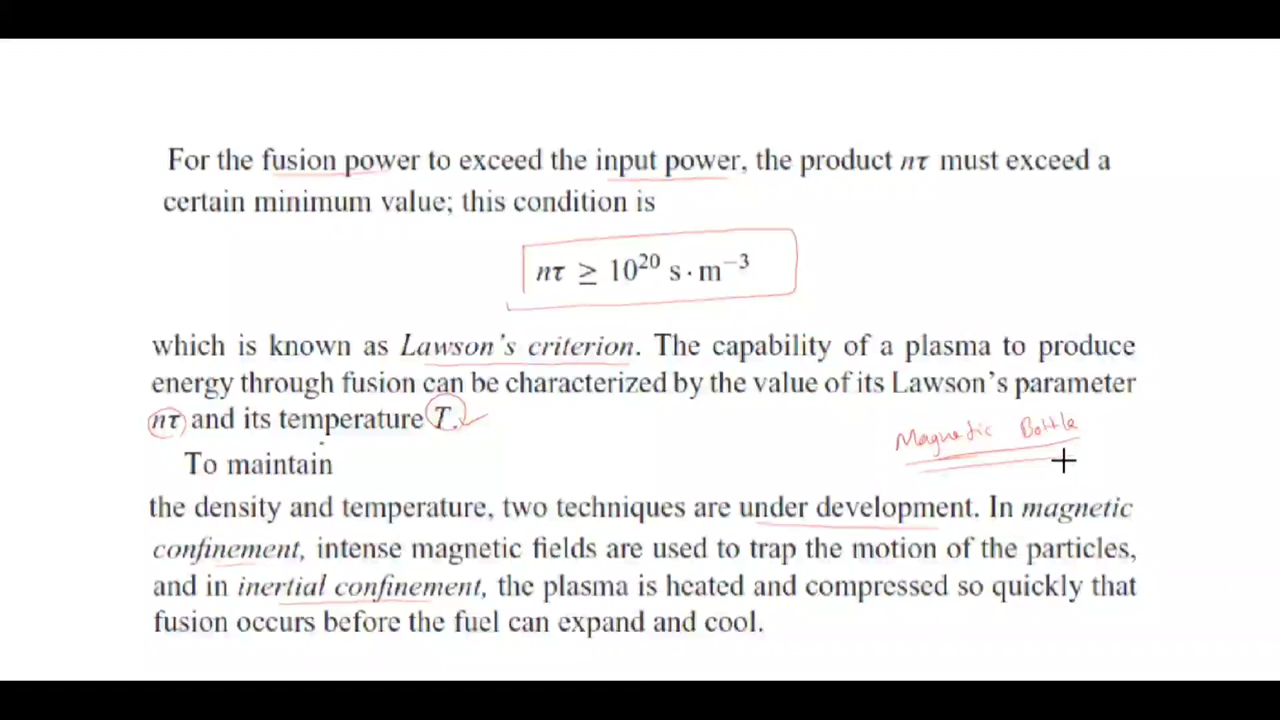 For the fusion power to exceed the input power, the product nτ must exceed a
certain minimum value; this condition is
nτ ≥ 10²⁰ s · m⁻³
which is known as Lawson's criterion. The capability of a plasma to produce
energy through fusion can be characterized by the value of its Lawson's parameter
nτ and its temperature T.
Magnetic Bottle
To maintain
the density and temperature, two techniques are under development. In magnetic
confinement, intense magnetic fields are used to trap the motion of the particles,
and in inertial confinement, the plasma is heated and compressed so quickly that
fusion occurs before the fuel can expand and cool.